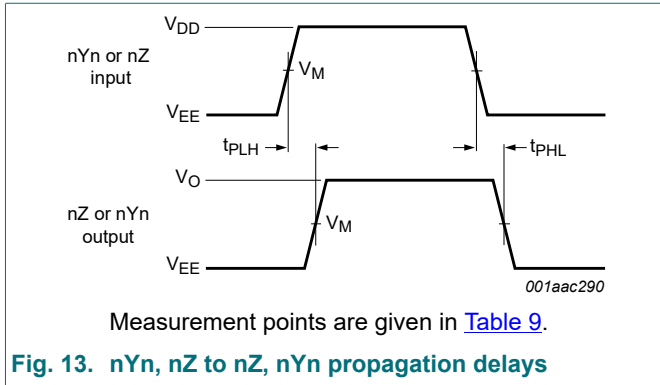 VDD
nYn or nZ
input
VM
VEE
tPLH
tPHL
VO
nZ or nYn
output
VM
VEE
001aac290
Measurement points are given in Table 9.
Fig. 13. nYn, nZ to nZ, nYn propagation delays